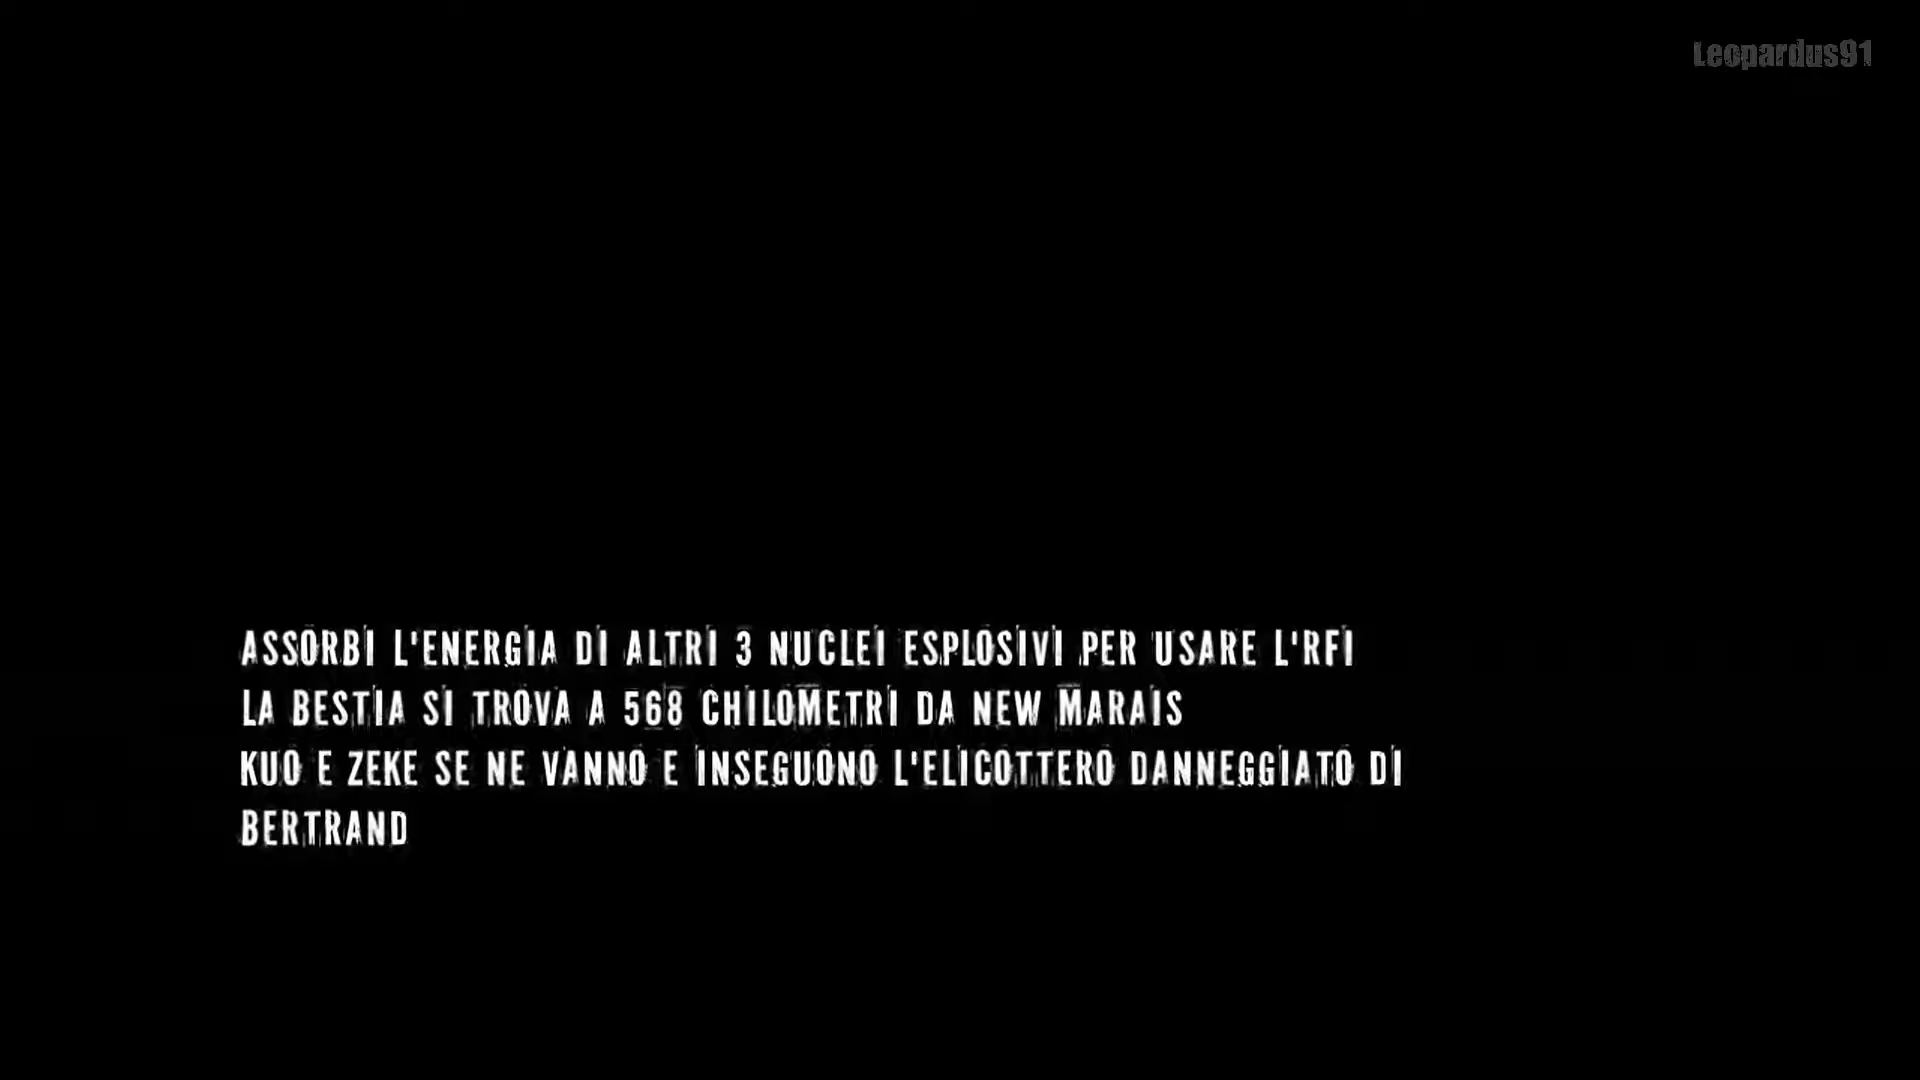 Leopardus91
ASSORBI L'ENERGIA DI ALTRI 3 NUCLEI ESPLOSIVI PER USARE L'RFI
LA BESTIA SI TROVA A 568 CHILOMETRI DA NEW MARAIS
KUO E ZEKE SE NE VANNO E INSEGUONO L'ELICOTTERO DANNEGGIATO DI
BERTRAND